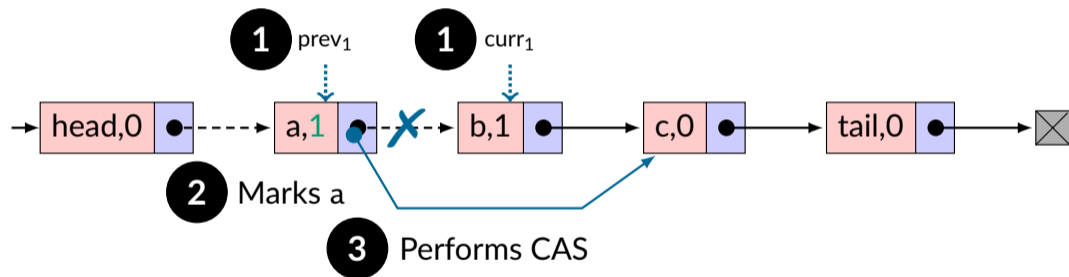 1 prev1
1 curr1
head,0
a,1
b,1
c,0
tail,0
2 Marks a
3 Performs CAS